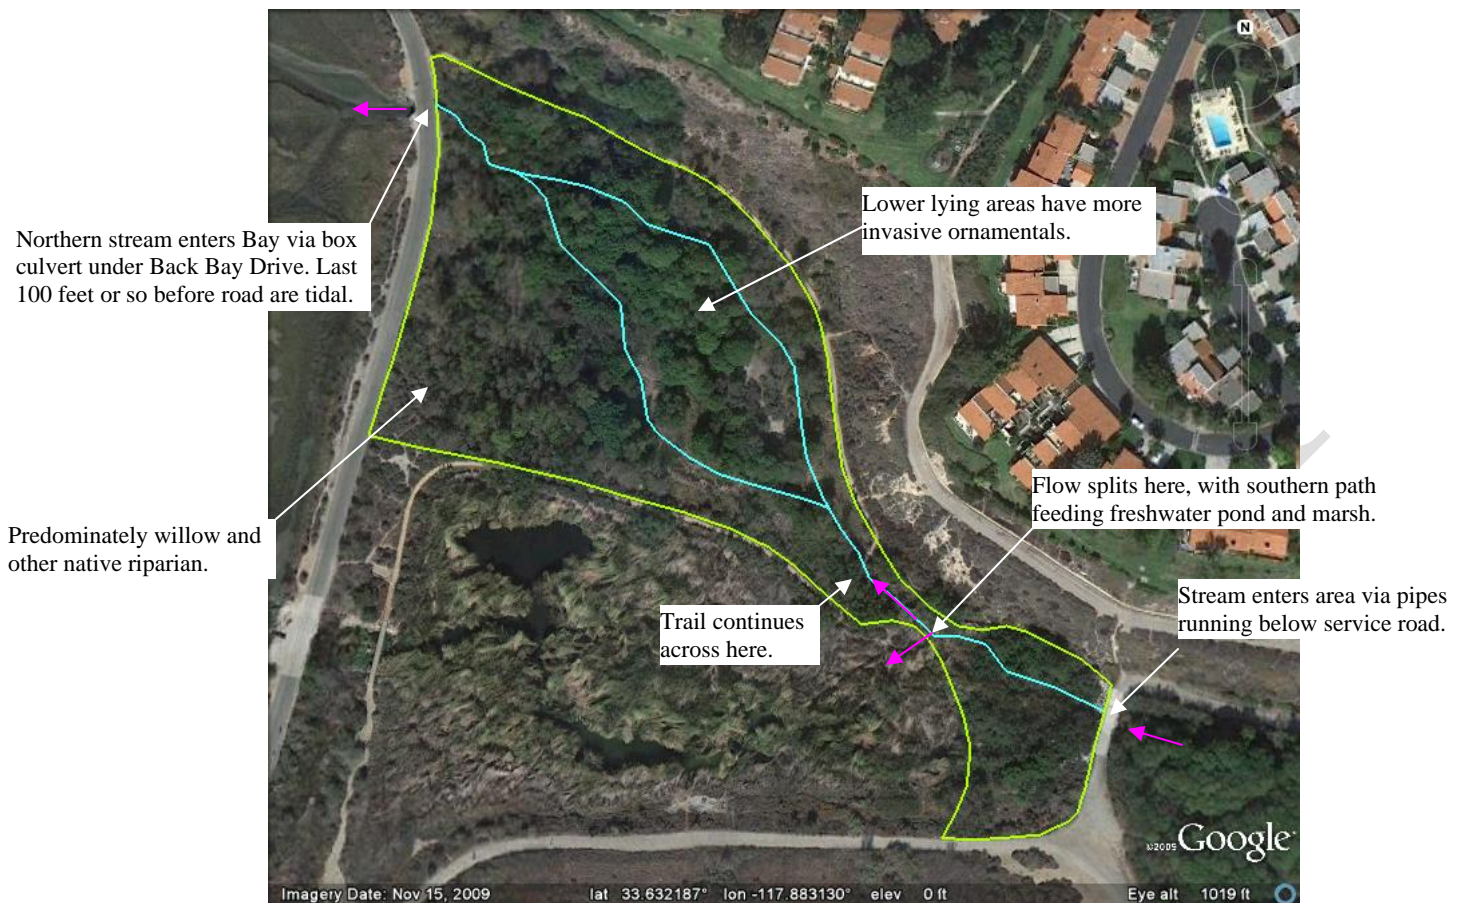 N
Lower lying areas have more
invasive ornamentals.
Northern stream enters Bay via box
culvert under Back Bay Drive. Last
100 feet or so before road are tidal.
Flow splits here, with southern path
feeding freshwater pond and marsh.
Predominately willow and
other native riparian.
Stream enters area via pipes
running below service road.
Trail continues
across here.
©2009 Google
Imagery Date: Nov 15, 2009 lat 33.632187° lon -117.883130° elev 0 ft Eye alt 1019 ft